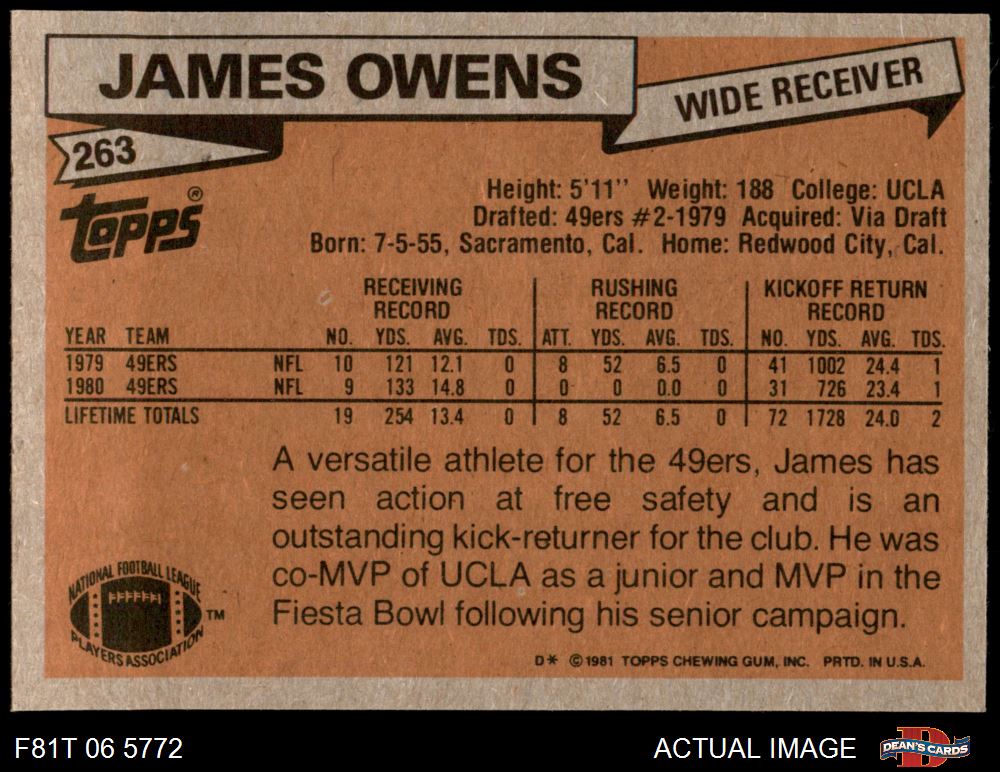 JAMES OWENS
WIDE RECEIVER
263
topps®
Height: 5'11'' Weight: 188 College: UCLA
Drafted: 49ers #2-1979 Acquired: Via Draft
Born: 7-5-55, Sacramento, Cal. Home: Redwood City, Cal.
RECEIVING RECORD RUSHING RECORD KICKOFF RETURN RECORD
YEAR TEAM NO. YDS. AVG. TDS. ATT. YDS. AVG. TDS. NO. YDS. AVG. TDS.
1979 49ERS NFL 10 121 12.1 0 8 52 6.5 0 41 1002 24.4 1
1980 49ERS NFL 9 133 14.8 0 0 0 0.0 0 31 726 23.4 1
LIFETIME TOTALS 19 254 13.4 0 8 52 6.5 0 72 1728 24.0 2
A versatile athlete for the 49ers, James has
seen action at free safety and is an
outstanding kick-returner for the club. He was
co-MVP of UCLA as a junior and MVP in the
Fiesta Bowl following his senior campaign.
NATIONAL FOOTBALL LEAGUE
PLAYERS ASSOCIATION
TM
D* ©1981 TOPPS CHEWING GUM, INC. PRTD. IN U.S.A.
F81T 06 5772
ACTUAL IMAGE
DEAN'S CARDS